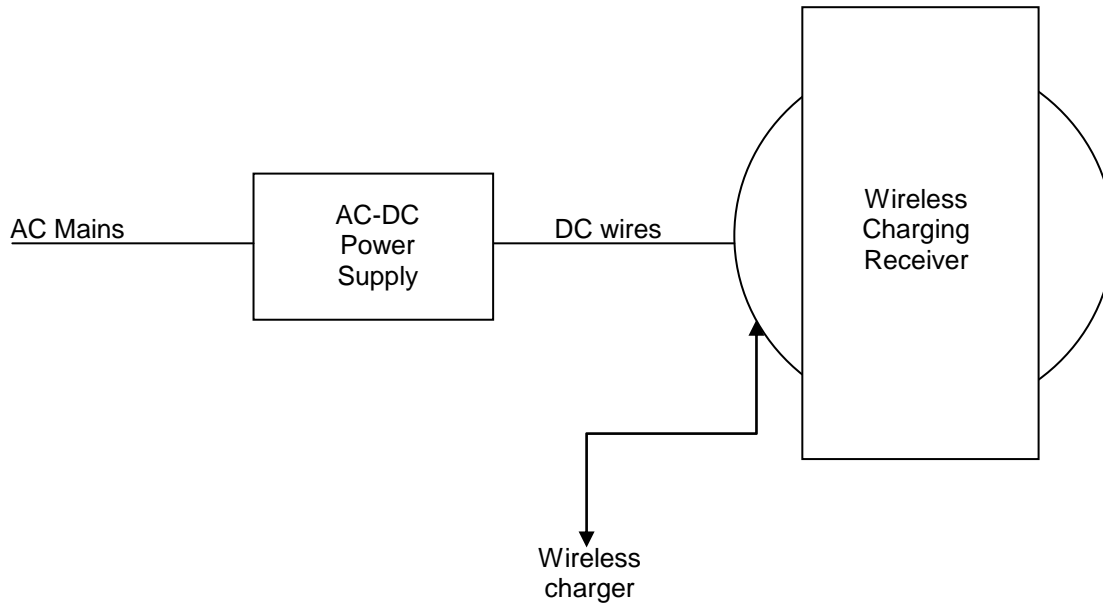 AC Mains
AC-DC
Power
Supply
DC wires
Wireless
Charging
Receiver
Wireless
charger